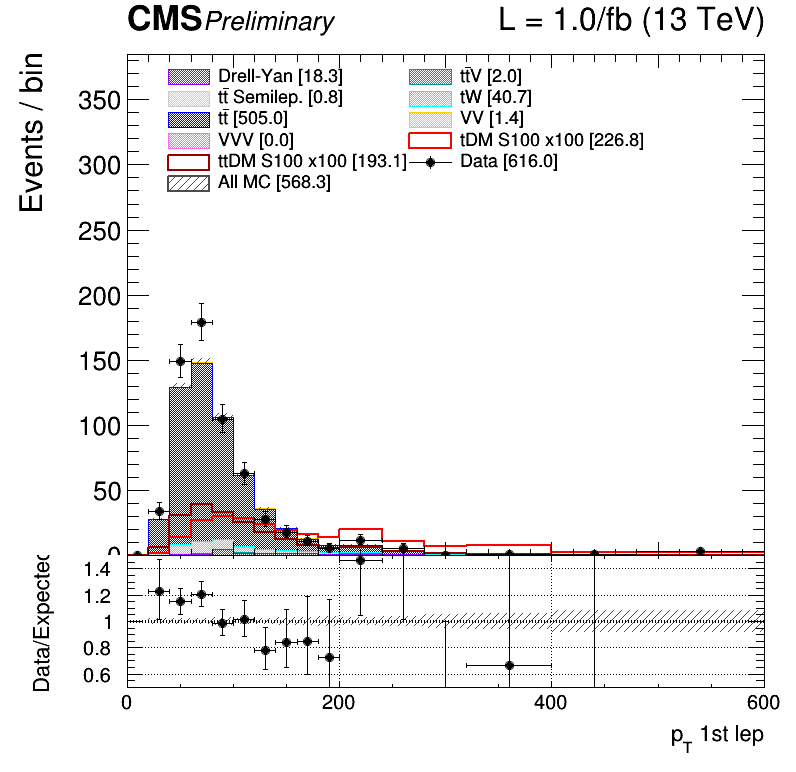 CMS Preliminary L = 1.0/fb (13 TeV)
Events / bin
350
300
250
200
150
100
50
0
Drell-Yan [18.3]
tt̄ Semilep. [0.8]
tt̄ [505.0]
VVV [0.0]
ttDM S100 x100 [193.1]
All MC [568.3]
tt̄V [2.0]
tW [40.7]
VV [1.4]
tDM S100 x100 [226.8]
Data [616.0]
Data/Expected
1.4
1.2
1
0.8
0.6
0 200 400 600
p_T 1st lep